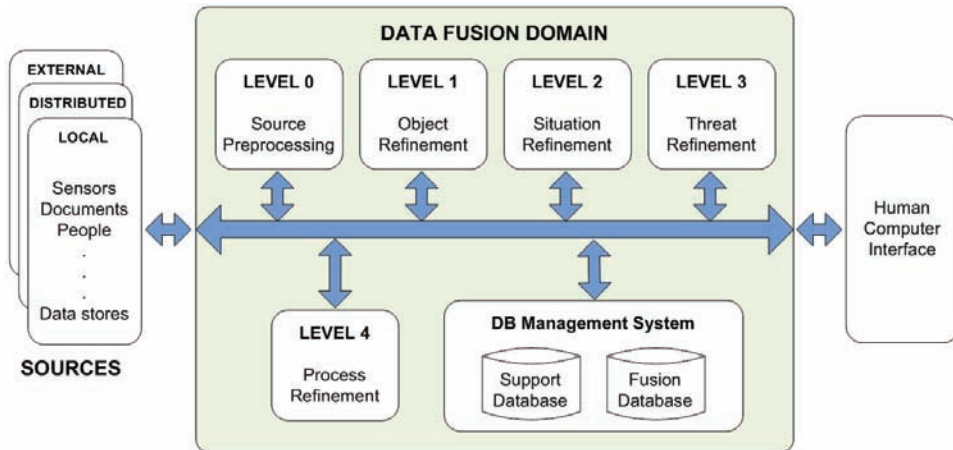 DATA FUSION DOMAIN
EXTERNAL
DISTRIBUTED
LOCAL
Sensors
Documents
People
.
.
.
Data stores
SOURCES
LEVEL 0
Source
Preprocessing
LEVEL 1
Object
Refinement
LEVEL 2
Situation
Refinement
LEVEL 3
Threat
Refinement
LEVEL 4
Process
Refinement
DB Management System
Support
Database
Fusion
Database
Human
Computer
Interface